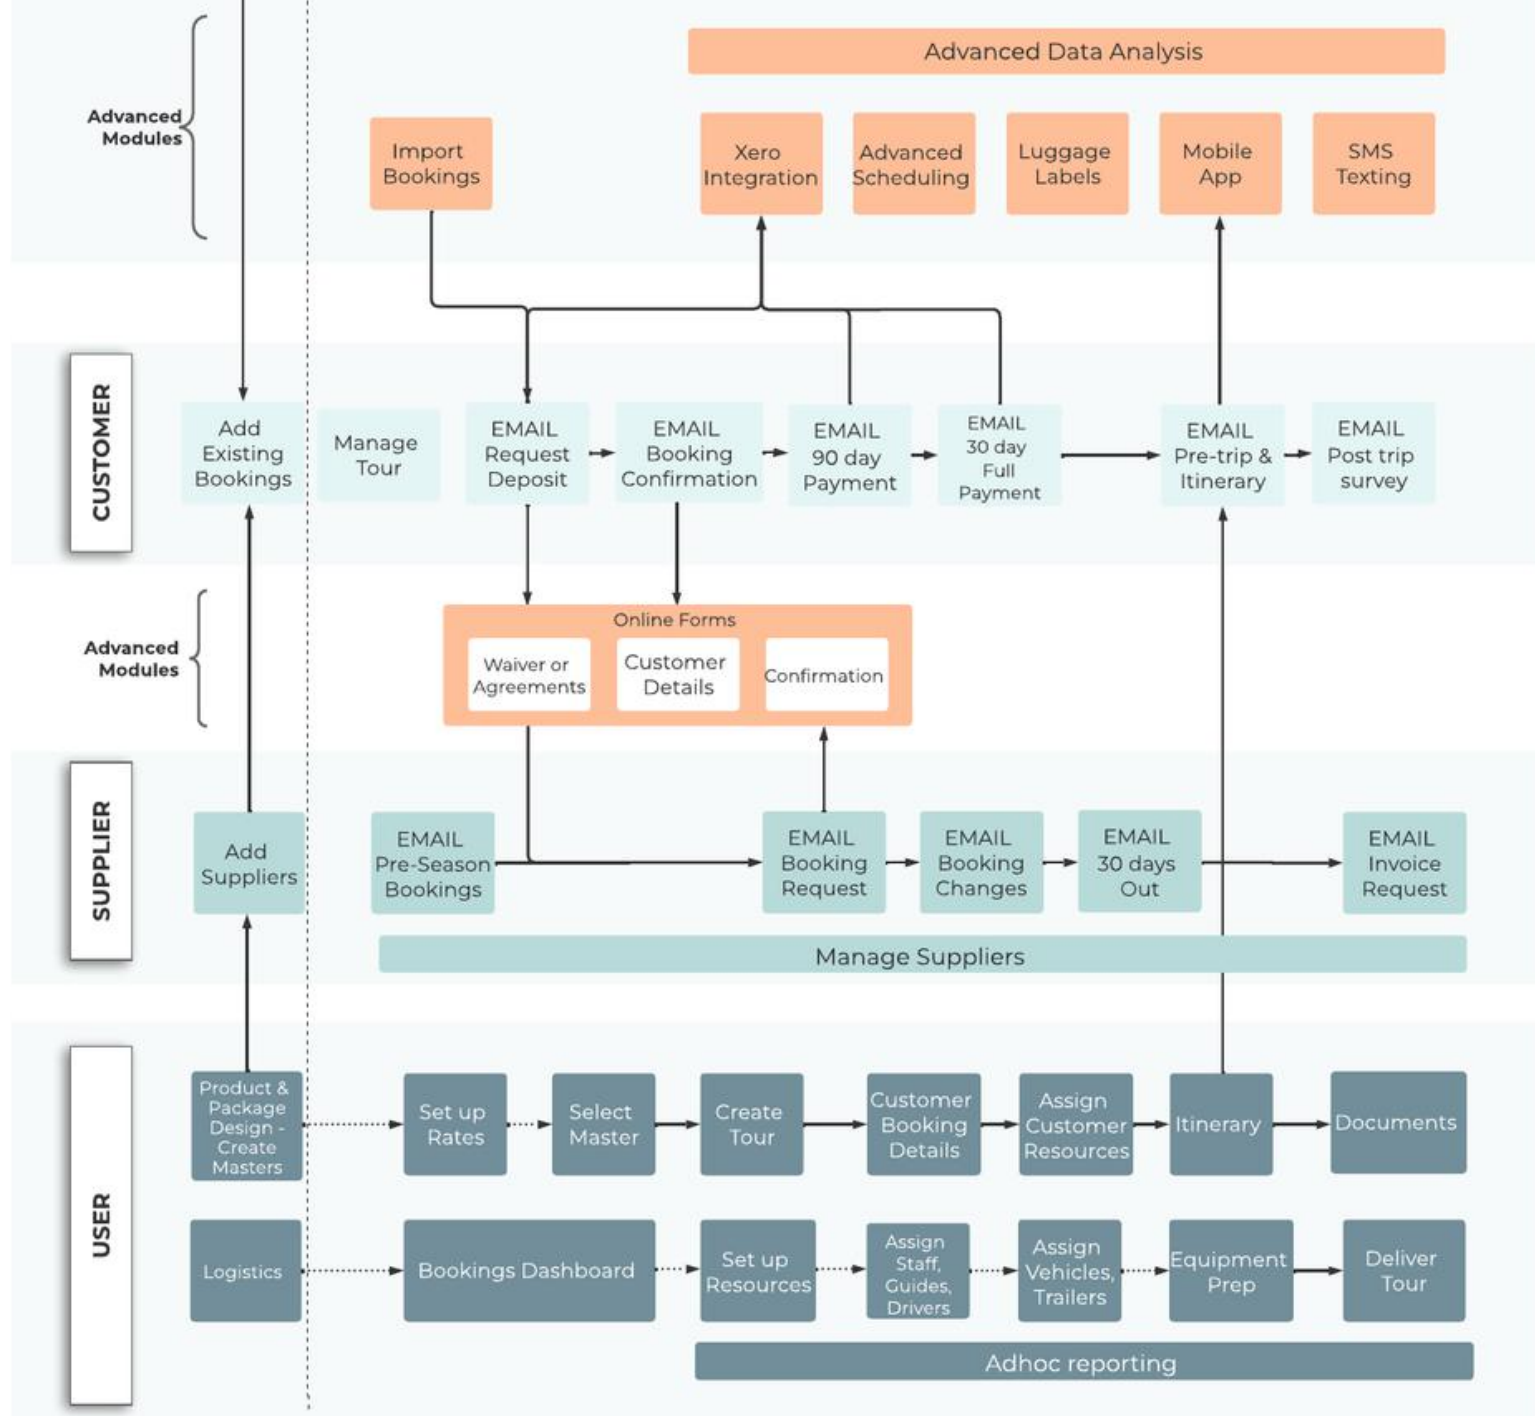 Advanced Data Analysis
Advanced
Modules
Import
Bookings
Xero
Integration
Advanced
Scheduling
Luggage
Labels
Mobile
App
SMS
Texting
CUSTOMER
Add
Existing
Bookings
Manage
Tour
EMAIL
Request
Deposit
EMAIL
Booking
Confirmation
EMAIL
90 day
Payment
EMAIL
30 day
Full
Payment
EMAIL
Pre-trip &
Itinerary
EMAIL
Post trip
survey
Advanced
Modules
Online Forms
Waiver or
Agreements
Customer
Details
Confirmation
SUPPLIER
Add
Suppliers
EMAIL
Pre-Season
Bookings
EMAIL
Booking
Request
EMAIL
Booking
Changes
EMAIL
30 days
Out
EMAIL
Invoice
Request
Manage Suppliers
USER
Product &
Package
Design -
Create
Masters
Set up
Rates
Select
Master
Create
Tour
Customer
Booking
Details
Assign
Customer
Resources
Itinerary
Documents
Logistics
Bookings Dashboard
Set up
Resources
Assign
Staff,
Guides,
Drivers
Assign
Vehicles,
Trailers
Equipment
Prep
Deliver
Tour
Adhoc reporting